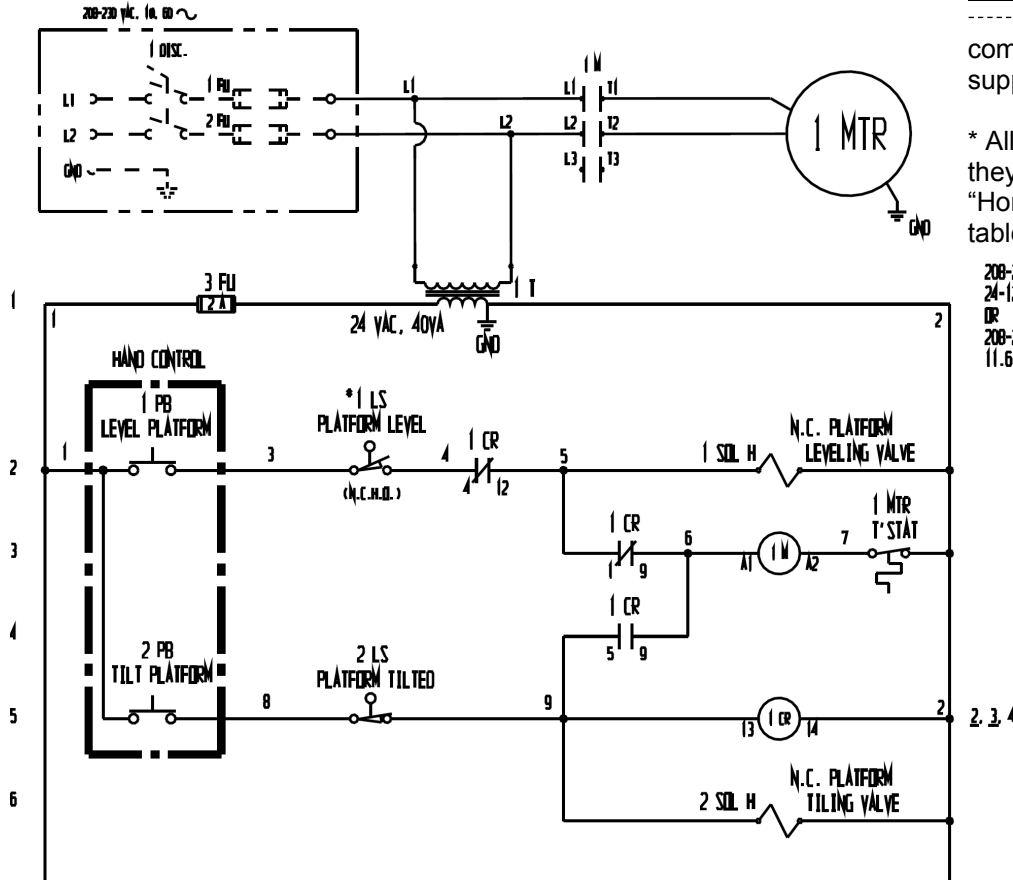 208-230 VAC, 1Ø, 60
1 DISC.
L1
1 FU
L2
2 FU
GND
L1
L2
1 M
L1 T1
L2 T2
L3 T3
1 MTR
GND
com
supp
* All
they
“Hor
table
208-2
24-12
OR
208-2
11.6
1
3 FU
2 A
1 T
1
24 VAC, 40VA
GND
2
HAND CONTROL
1 PB
LEVEL PLATFORM
*1 LS
PLATFORM LEVEL
(N.C.H.O.)
2
1
3
4
1 CR
4 12
5
1 SOL H
N.C. PLATFORM
LEVELING VALVE
3
1 CR
1 9
6
A1
1M
A2
7
1 MTR
T'STAT
4
1 CR
5 9
2 PB
TILT PLATFORM
2 LS
PLATFORM TILTED
5
8
9
13
1 CR
14
2
2, 3, 4
6
2 SOL H
N.C. PLATFORM
TILING VALVE